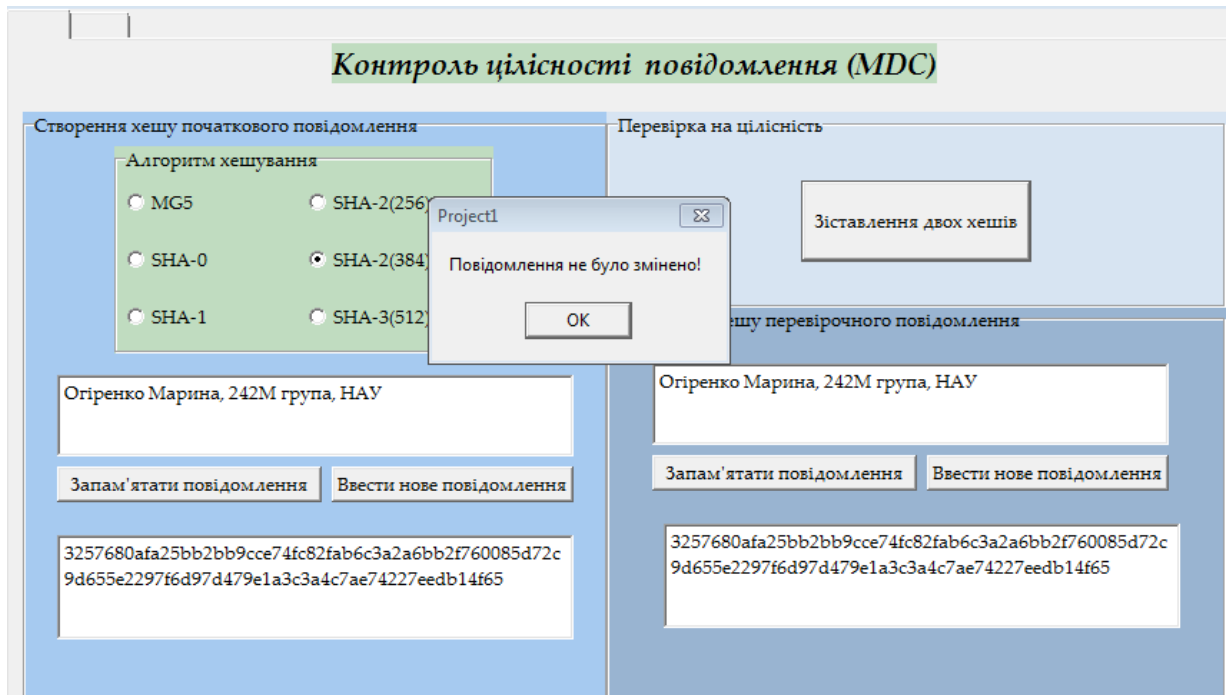 Контроль цілісності повідомлення (MDC)
Створення хешу початкового повідомлення
Алгоритм хешування
MG5
SHA-2(256)
SHA-0
SHA-2(384)
SHA-1
SHA-3(512)
Project1
Повідомлення не було змінено!
OK
Перевірка на цілісність
Зіставлення двох хешів
Огіренко Марина, 242М група, НАУ
Запам'ятати повідомлення
Ввести нове повідомлення
3257680afa25bb2bb9cce74fc82fab6c3a2a6bb2f760085d72c
9d655e2297f6d97d479e1a3c3a4c7ae74227eedb14f65
перевірочного повідомлення
Огіренко Марина, 242М група, НАУ
Запам'ятати повідомлення
Ввести нове повідомлення
3257680afa25bb2bb9cce74fc82fab6c3a2a6bb2f760085d72c
9d655e2297f6d97d479e1a3c3a4c7ae74227eedb14f65